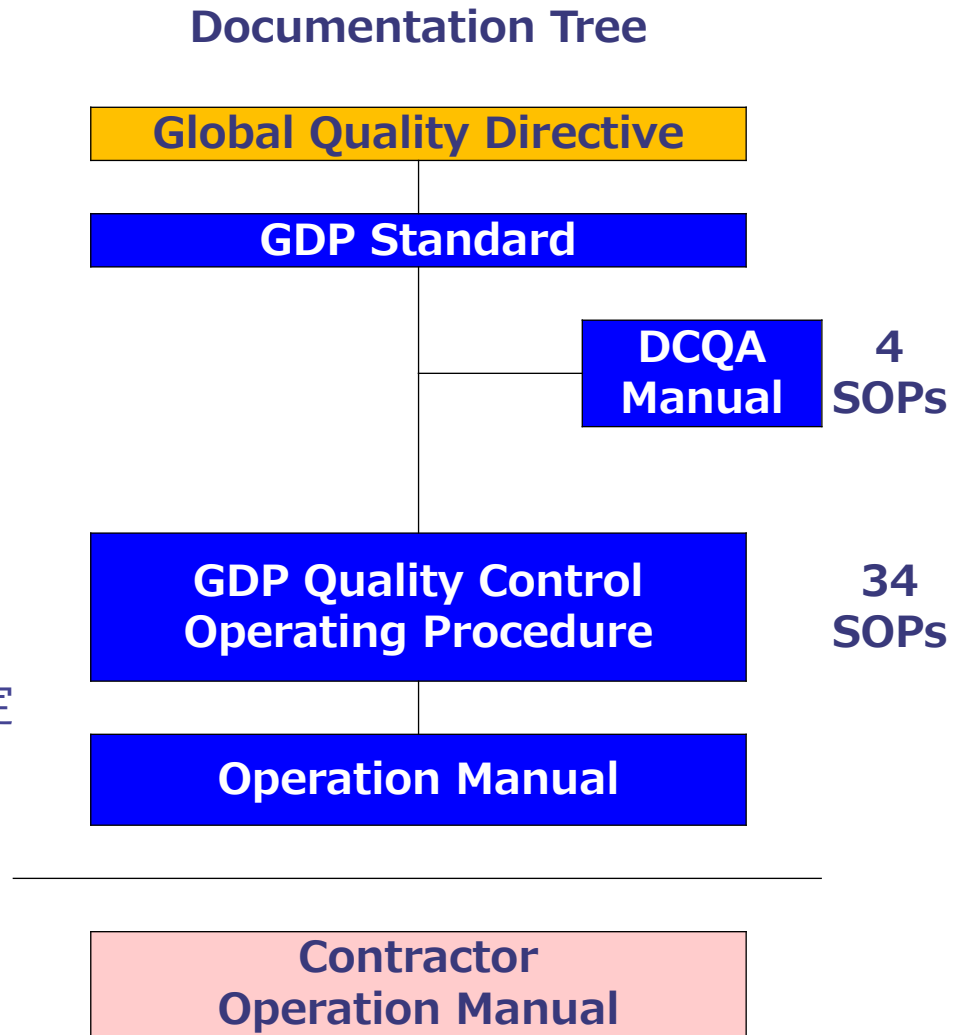 Documentation Tree
Global Quality Directive
GDP Standard
DCQA
Manual
4
SOPs
GDP Quality Control
Operating Procedure
34
SOPs
Operation Manual
Contractor
Operation Manual